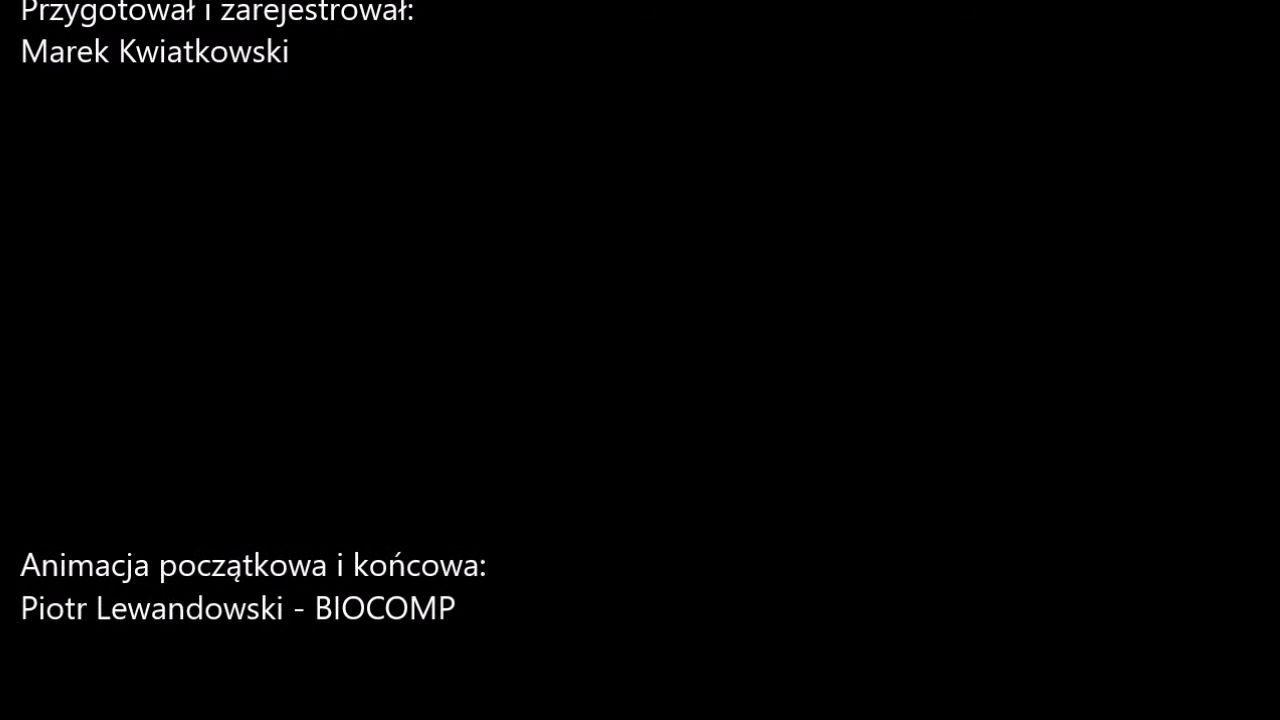 Przygotował i zarejestrował:
Marek Kwiatkowski
Animacja początkowa i końcowa:
Piotr Lewandowski - BIOCOMP